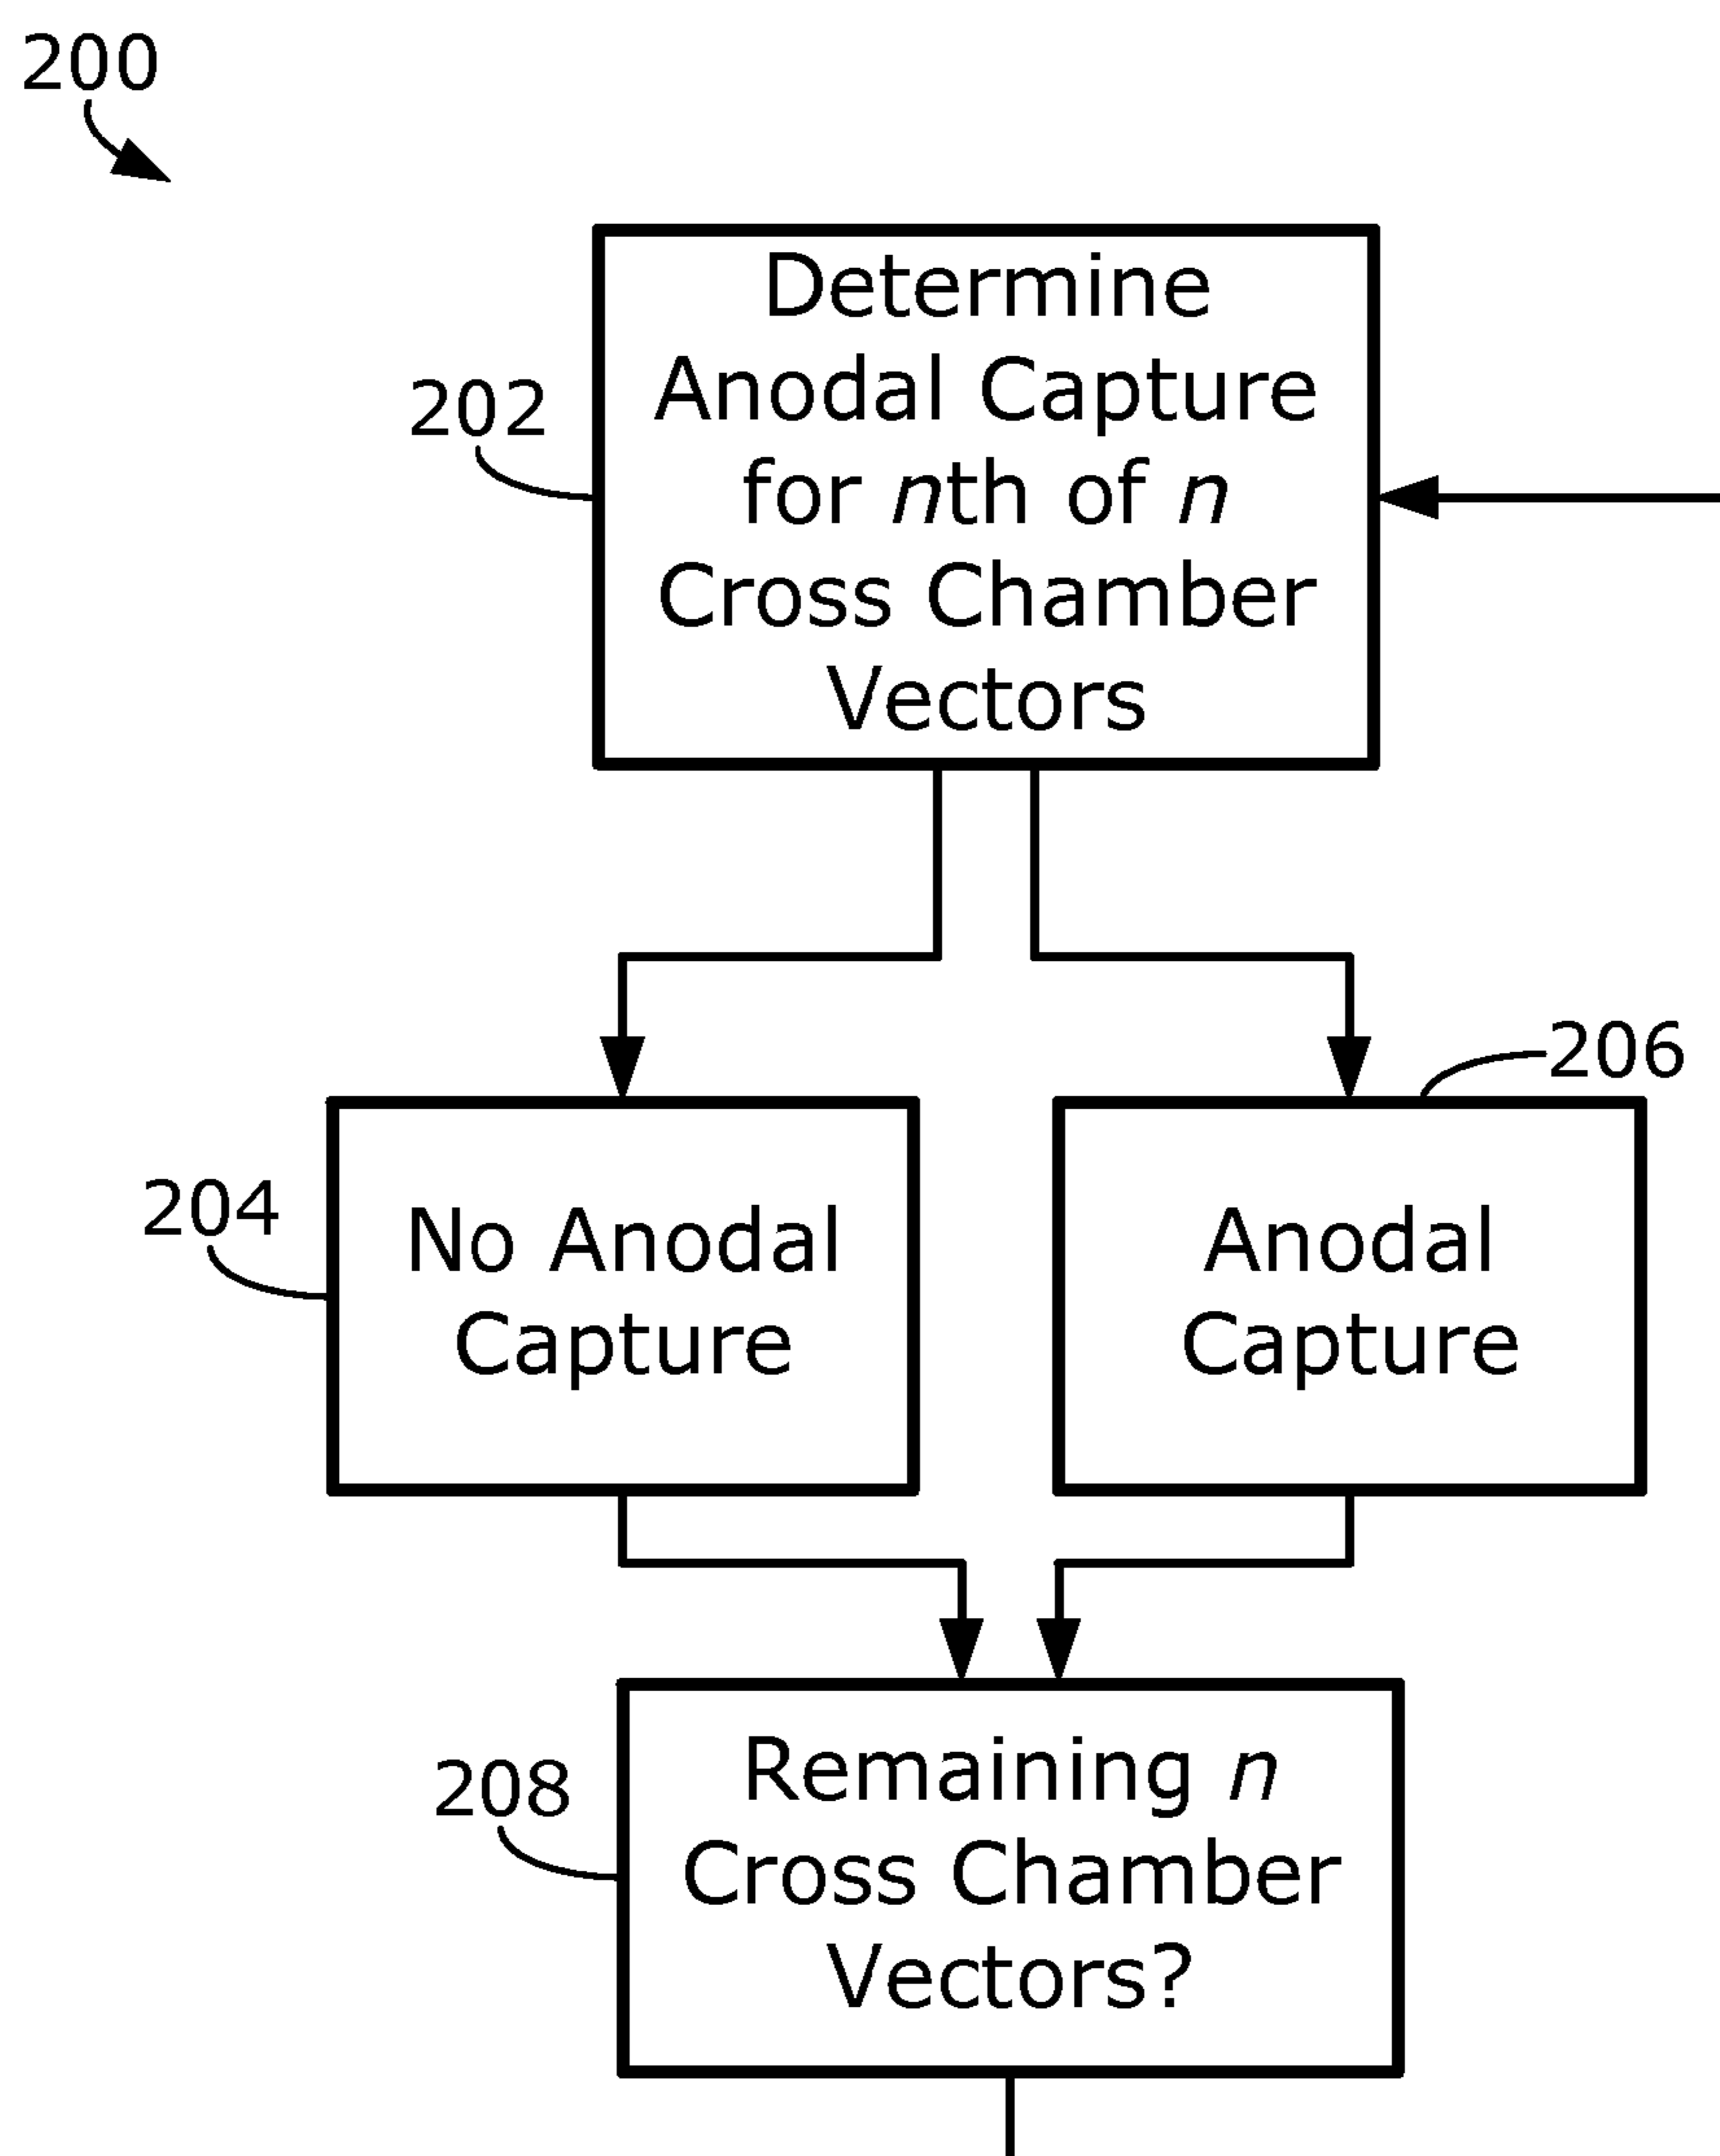 200
Determine
Anodal Capture
for nth of n
Cross Chamber
Vectors
202
206
204
No Anodal
Capture
Anodal
Capture
208
Remaining n
Cross Chamber
Vectors?